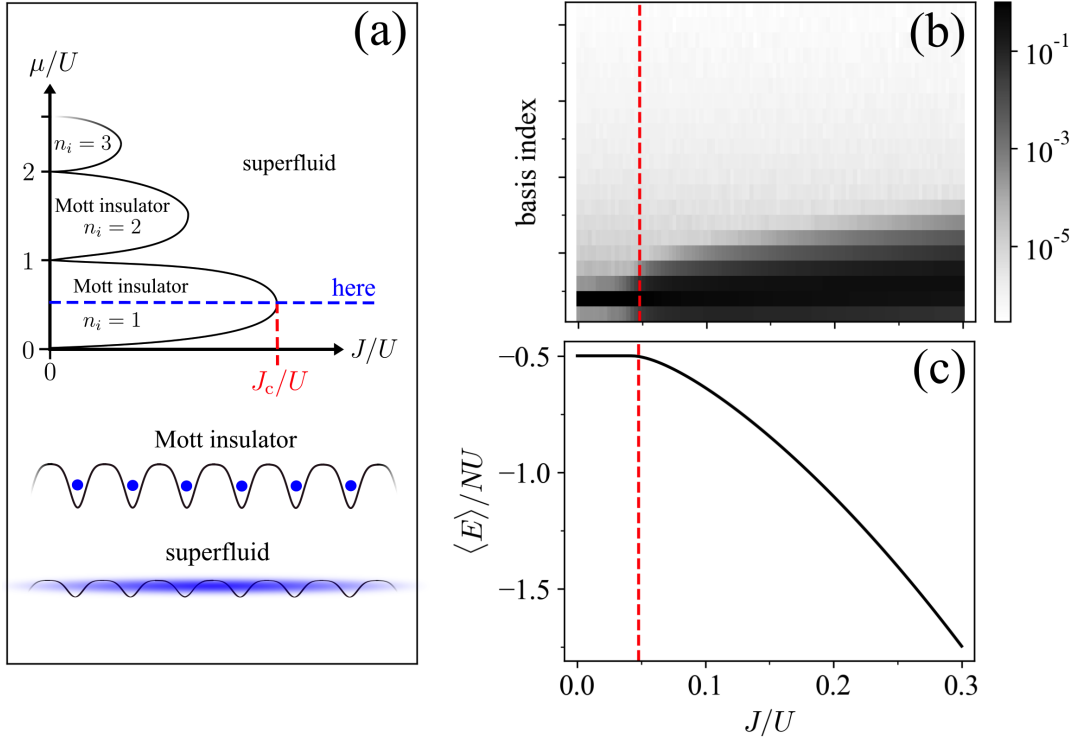 (a)
μ/U
n_i = 3
2
superfluid
Mott insulator
n_i = 2
1
Mott insulator
here
n_i = 1
0
J/U
0
J_c/U
Mott insulator
superfluid
(b)
basis index
10^{-1}
10^{-3}
10^{-5}
(c)
⟨E⟩/NU
−0.5
−1.0
−1.5
0.0 0.1 0.2 0.3
J/U